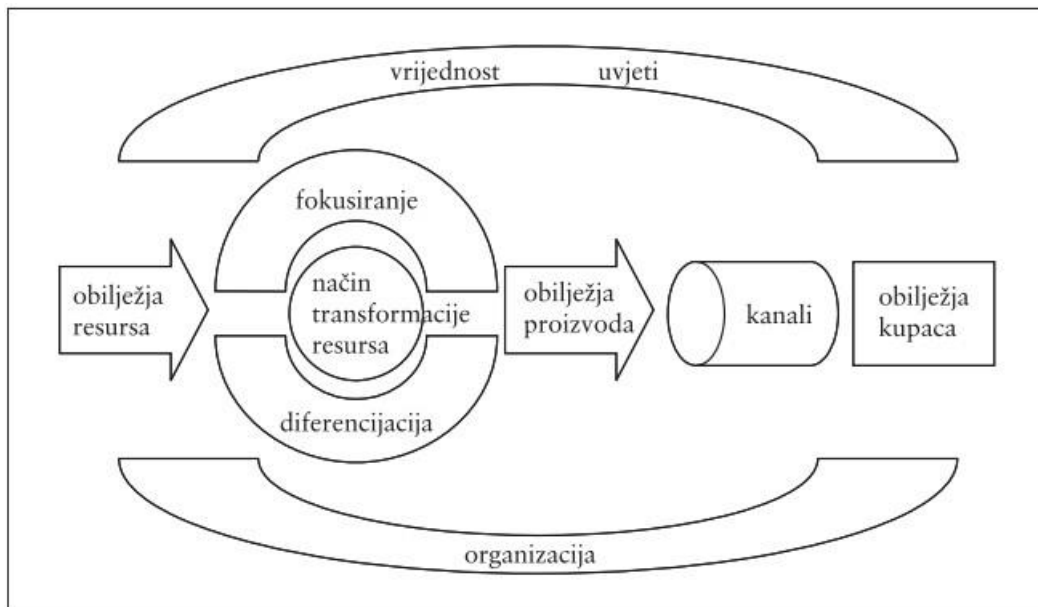 vrijednost uvjeti
fokusiranje
obilježja
resursa
način
transformacije
resursa
obilježja
proizvoda
kanali
obilježja
kupaca
diferencijacija
organizacija